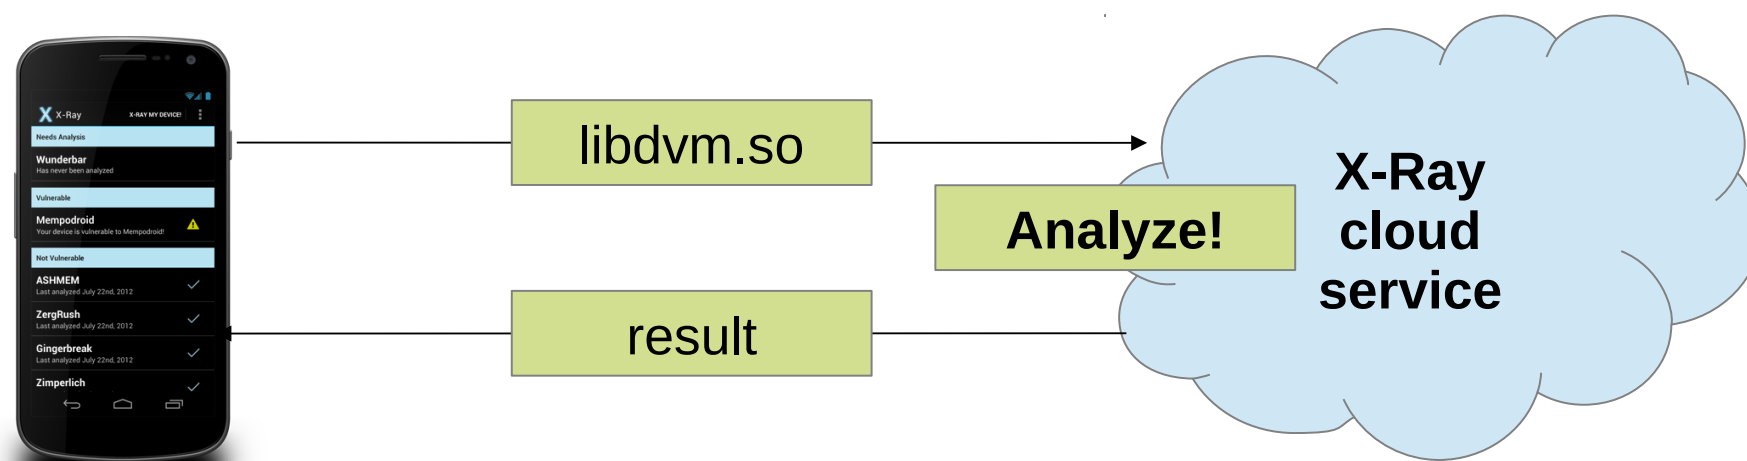 X X-Ray
X-RAY MY DEVICE!
Needs Analysis
Wunderbar
Has never been analyzed
Vulnerable
Mempodroid
Your device is vulnerable to Mempodroid!
Not Vulnerable
ASHMEM
Last analyzed July 22nd, 2012
ZergRush
Last analyzed July 22nd, 2012
Gingerbreak
Last analyzed July 22nd, 2012
Zimperlich
libdvm.so
Analyze!
result
X-Ray
cloud
service